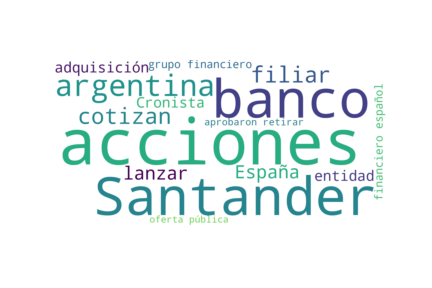 adquisición grupo financiero
argentina filiar
Cronista banco
cotizan aprobaron retirar
acciones
financiero español
lanzar España entidad
Santander
oferta pública